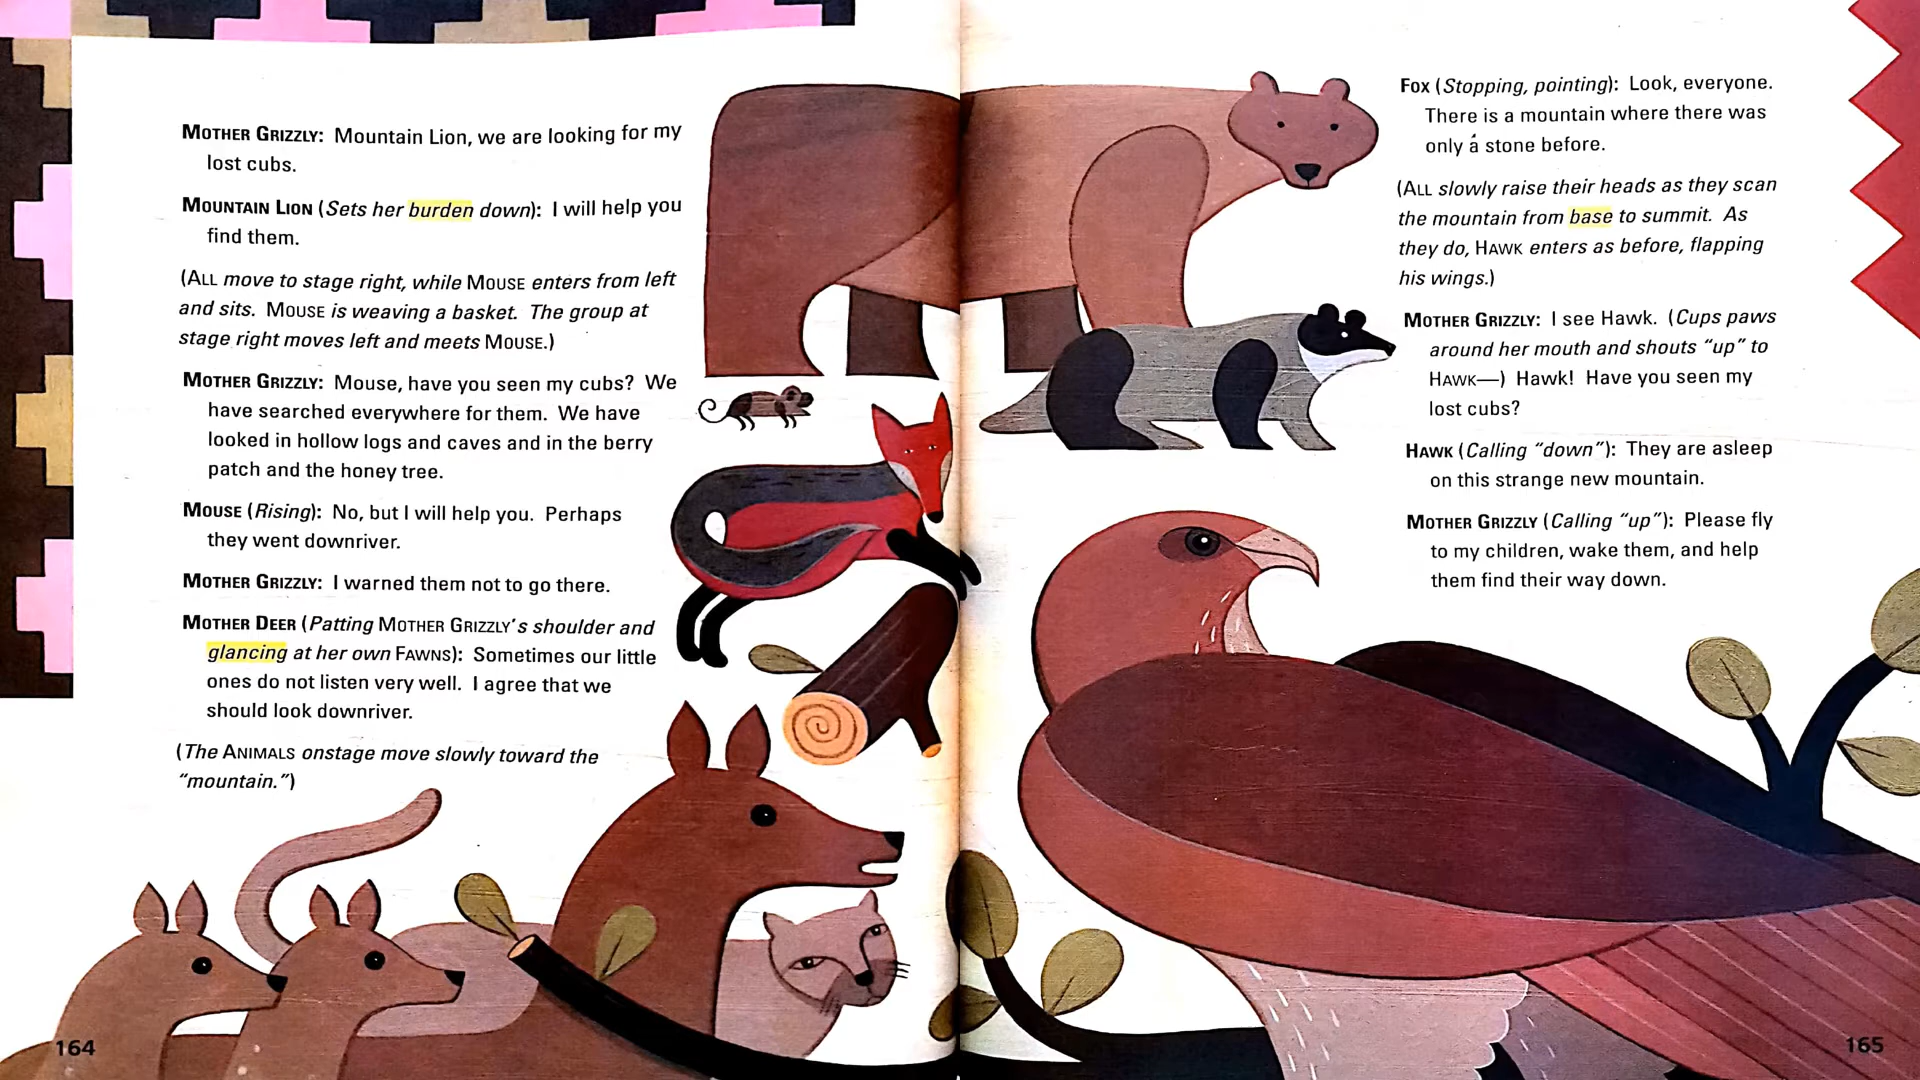 MOTHER GRIZZLY: Mountain Lion, we are looking for my
lost cubs.
MOUNTAIN LION (Sets her burden down): I will help you
find them.
(ALL move to stage right, while MOUSE enters from left
and sits. MOUSE is weaving a basket. The group at
stage right moves left and meets MOUSE.)
MOTHER GRIZZLY: Mouse, have you seen my cubs? We
have searched everywhere for them. We have
looked in hollow logs and caves and in the berry
patch and the honey tree.
MOUSE (Rising): No, but I will help you. Perhaps
they went downriver.
MOTHER GRIZZLY: I warned them not to go there.
MOTHER DEER (Patting MOTHER GRIZZLY's shoulder and
glancing at her own FAWNS): Sometimes our little
ones do not listen very well. I agree that we
should look downriver.
(The ANIMALS onstage move slowly toward the
“mountain.”)
164
FOX (Stopping, pointing): Look, everyone.
There is a mountain where there was
only a stone before.
(ALL slowly raise their heads as they scan
the mountain from base to summit. As
they do, HAWK enters as before, flapping
his wings.)
MOTHER GRIZZLY: I see Hawk. (Cups paws
around her mouth and shouts “up” to
HAWK—) Hawk! Have you seen my
lost cubs?
HAWK (Calling “down”): They are asleep
on this strange new mountain.
MOTHER GRIZZLY (Calling “up”): Please fly
to my children, wake them, and help
them find their way down.
165